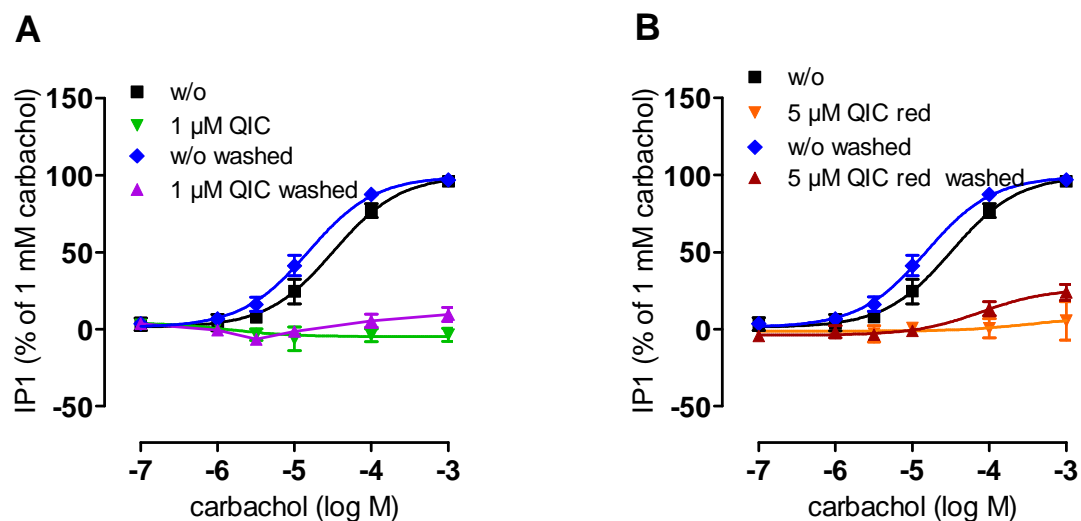 A
w/o
1 µM QIC
w/o washed
1 µM QIC washed
150
100
50
0
-50
IP1 (% of 1 mM carbachol)
-7 -6 -5 -4 -3
carbachol (log M)
B
w/o
5 µM QIC red
w/o washed
5 µM QIC red washed
150
100
50
0
-50
IP1 (% of 1 mM carbachol)
-7 -6 -5 -4 -3
carbachol (log M)